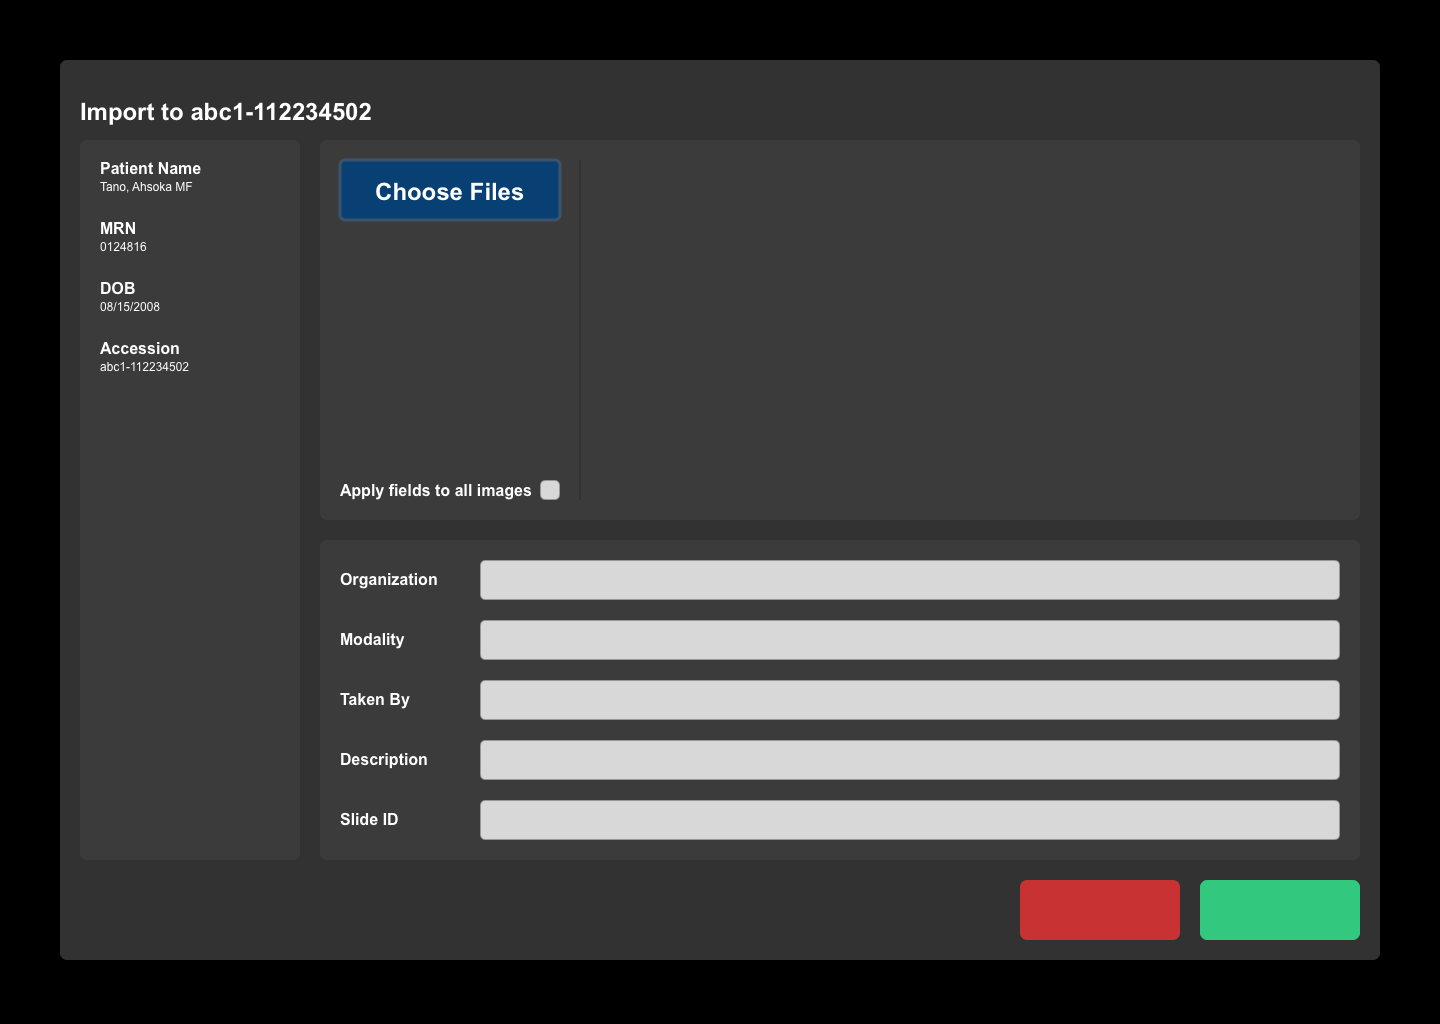 Import to abc1-112234502
Patient Name
Tano, Ahsoka MF
MRN
0124816
DOB
08/15/2008
Accession
abc1-112234502
Choose Files
Apply fields to all images
Organization
Modality
Taken By
Description
Slide ID